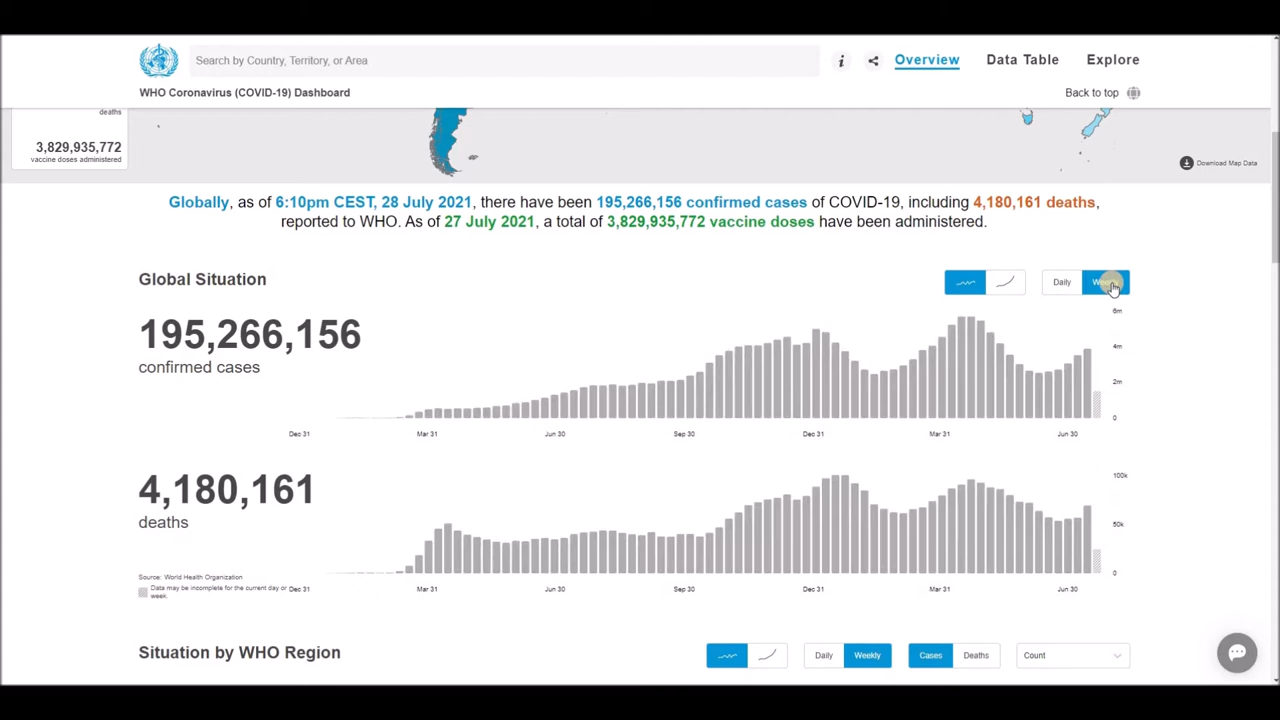 Search by Country, Territory, or Area
i
Overview
Data Table
Explore
WHO Coronavirus (COVID-19) Dashboard
Back to top
deaths
3,829,935,772
vaccine doses administered
Download Map Data
Globally, as of 6:10pm CEST, 28 July 2021, there have been 195,266,156 confirmed cases of COVID-19, including 4,180,161 deaths,
reported to WHO. As of 27 July 2021, a total of 3,829,935,772 vaccine doses have been administered.
Global Situation
Daily
195,266,156
confirmed cases
6m
4m
2m
0
Dec 31
Mar 31
Jun 30
Sep 30
Dec 31
Mar 31
Jun 30
4,180,161
deaths
100k
50k
0
Source: World Health Organization
Data may be incomplete for the current day or
week.
Dec 31
Mar 31
Jun 30
Sep 30
Dec 31
Mar 31
Jun 30
Situation by WHO Region
Daily
Weekly
Cases
Deaths
Count